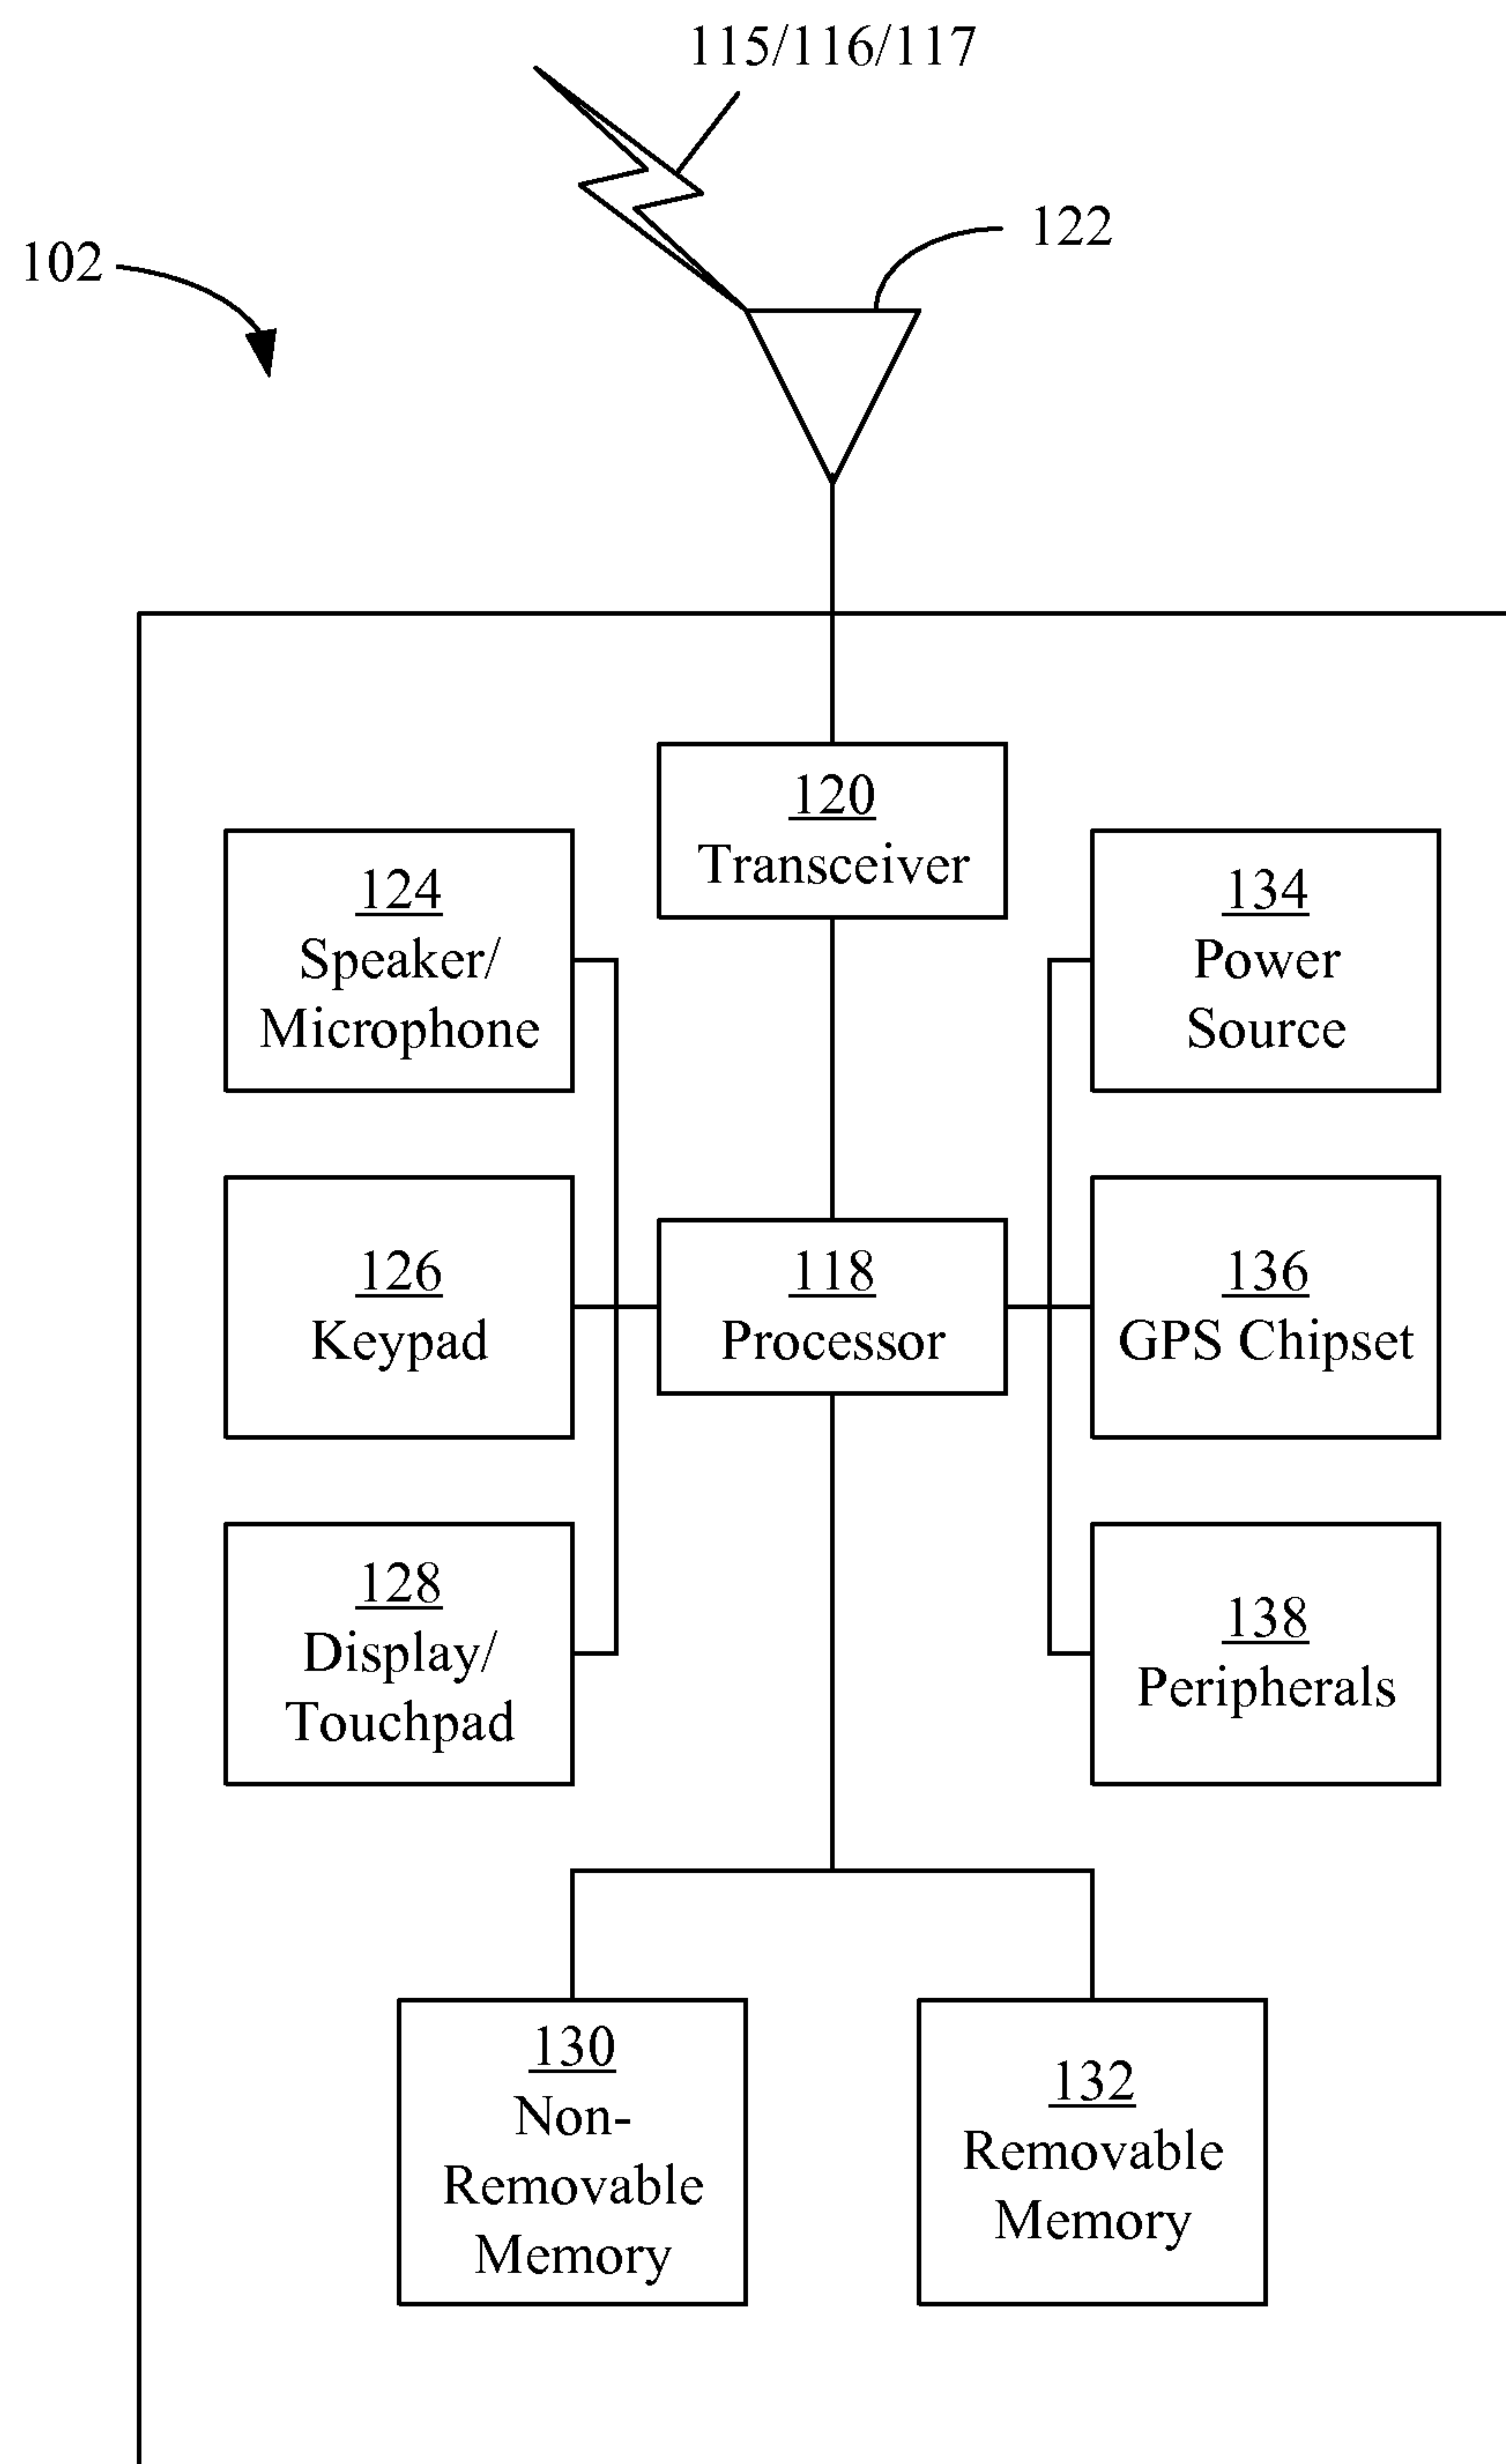 115/116/117
122
102
120
Transceiver
124
Speaker/
Microphone
134
Power
Source
126
Keypad
118
Processor
136
GPS Chipset
128
Display/
Touchpad
138
Peripherals
130
Non-
Removable
Memory
132
Removable
Memory